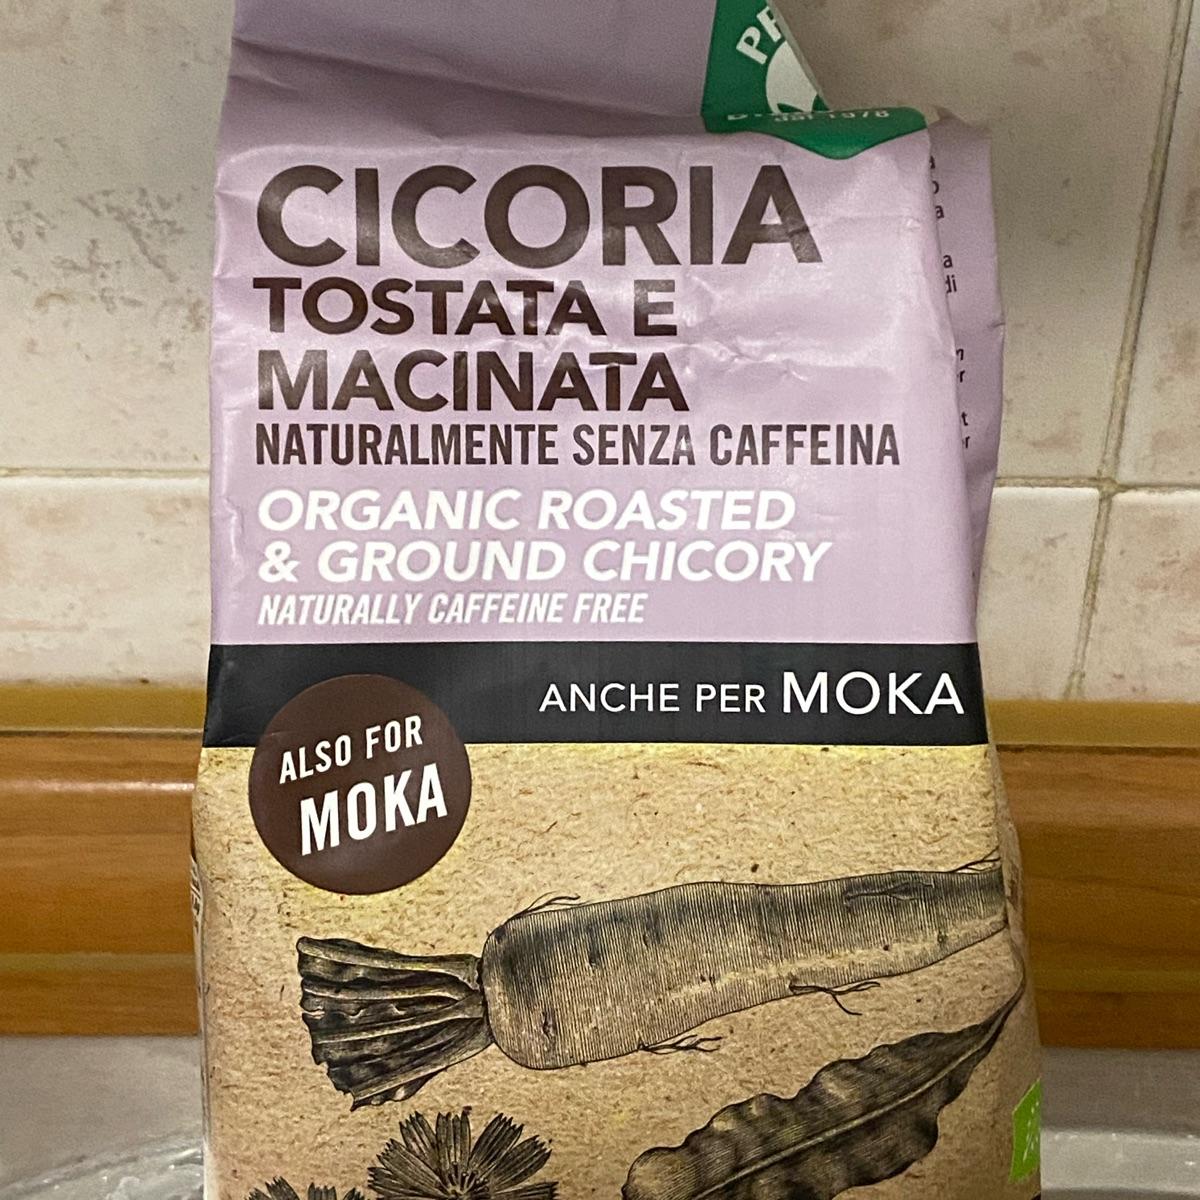 CICORIA
TOSTATA E
MACINATA
NATURALMENTE SENZA CAFFEINA
ORGANIC ROASTED
& GROUND CHICORY
NATURALLY CAFFEINE FREE
ANCHE PER MOKA
ALSO FOR
MOKA